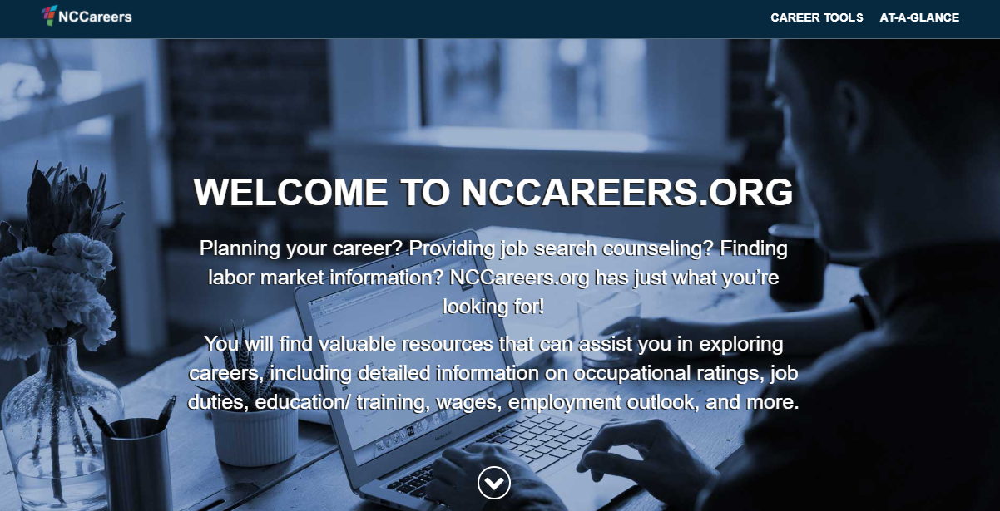 NCCareers
CAREER TOOLS AT-A-GLANCE
WELCOME TO NCCAREERS.ORG
Planning your career? Providing job search counseling? Finding
labor market information? NCCareers.org has just what you’re
looking for!
You will find valuable resources that can assist you in exploring
careers, including detailed information on occupational ratings, job
duties, education/ training, wages, employment outlook, and more.